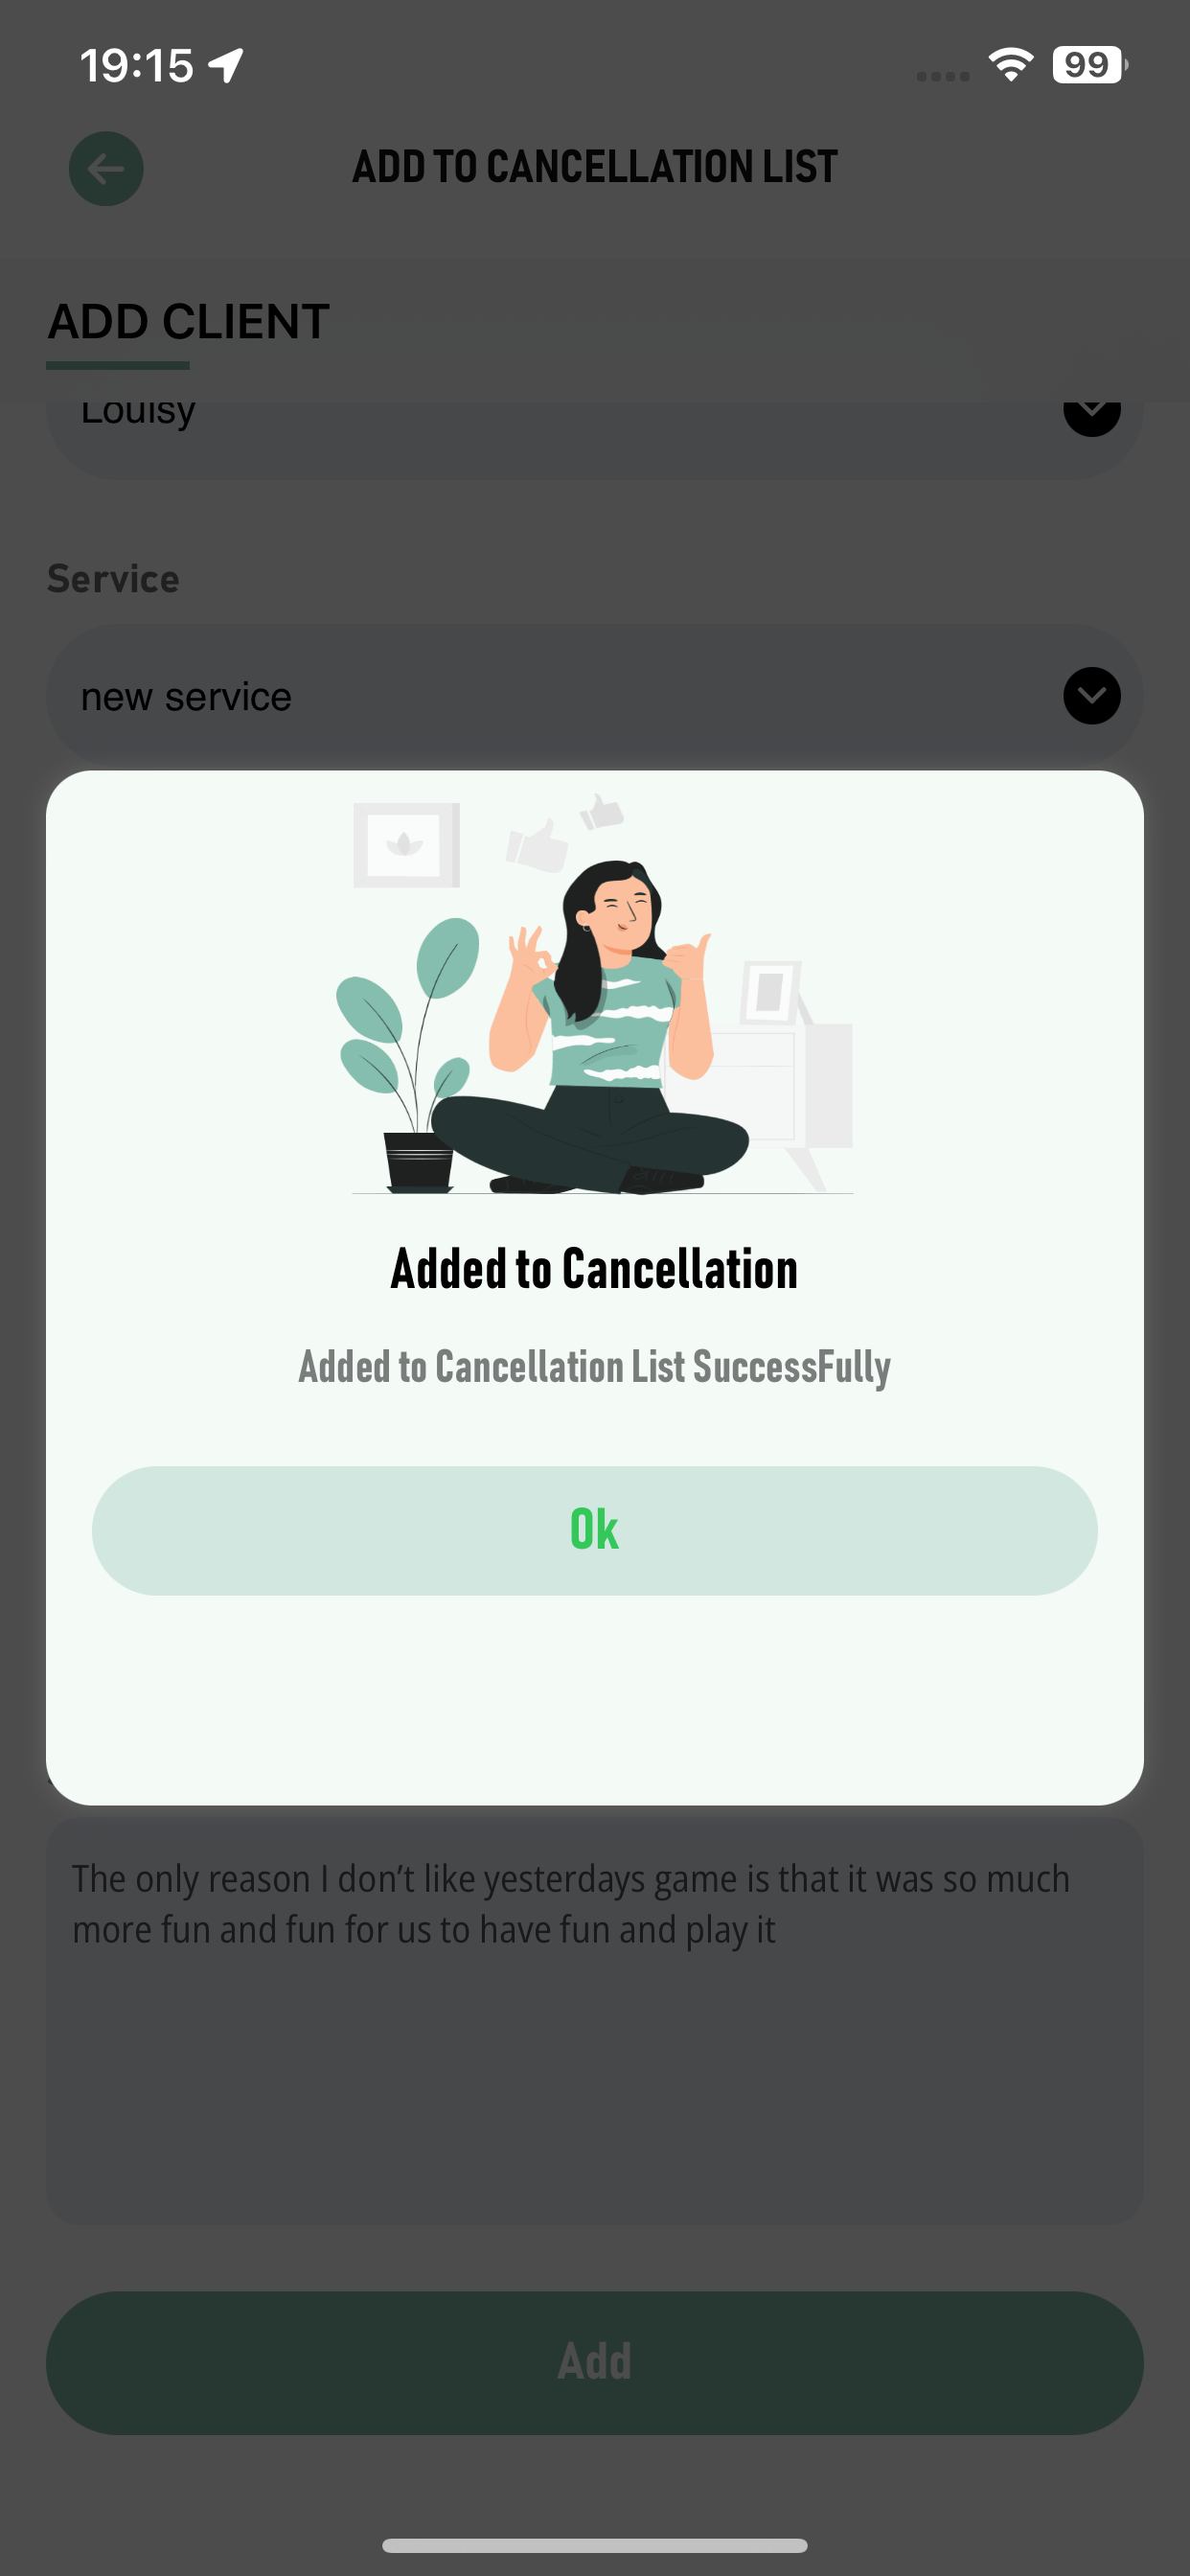 19:15
99
ADD TO CANCELLATION LIST
ADD CLIENT
Louisy
Service
new service
Added to Cancellation
Added to Cancellation List SuccessFully
Ok
The only reason I don’t like yesterdays game is that it was so much
more fun and fun for us to have fun and play it
Add